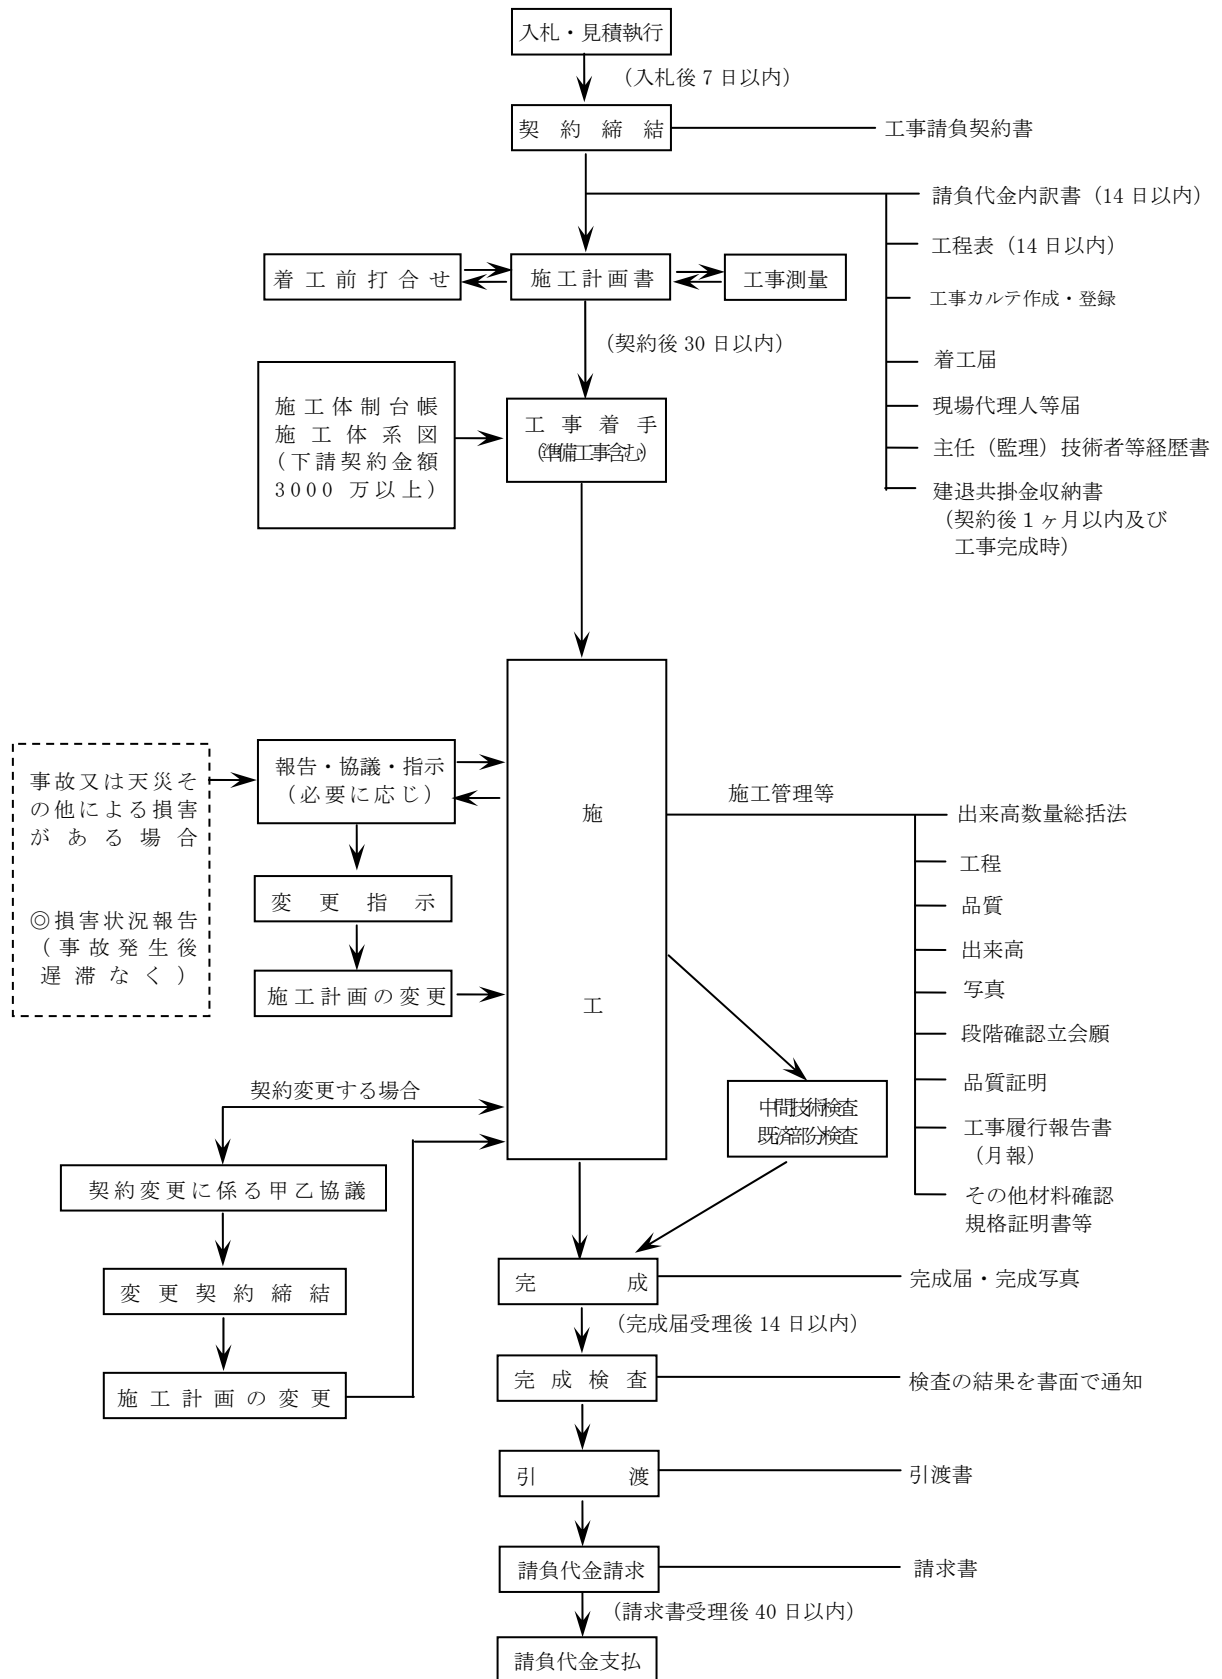 入札・見積執行
（入札後 7 日以内）
契約締結
工事請負契約書
請負代金内訳書（14 日以内）
工程表（14 日以内）
着工前打合せ
施工計画書
工事測量
工事カルテ作成・登録
（契約後 30 日以内）
着工届
施工体制台帳
施工体系図
（下請契約金額
3000 万以上）
工事着手
（準備工事含む）
現場代理人等届
主任（監理）技術者等経歴書
建退共掛金収納書
（契約後１ヶ月以内及び
工事完成時）
事故又は天災そ
の他による損害
がある場合
◎損害状況報告
（事故発生後
遅滞なく）
報告・協議・指示
（必要に応じ）
変更指示
施工計画の変更
施
工
施工管理等
出来高数量総括法
工程
品質
出来高
写真
段階確認立会願
品質証明
工事履行報告書
（月報）
その他材料確認
規格証明書等
中間技術検査
既済部分検査
契約変更する場合
契約変更に係る甲乙協議
変更契約締結
施工計画の変更
完成
完成届・完成写真
（完成届受理後 14 日以内）
完成検査
検査の結果を書面で通知
引渡
引渡書
請負代金請求
請求書
（請求書受理後 40 日以内）
請負代金支払